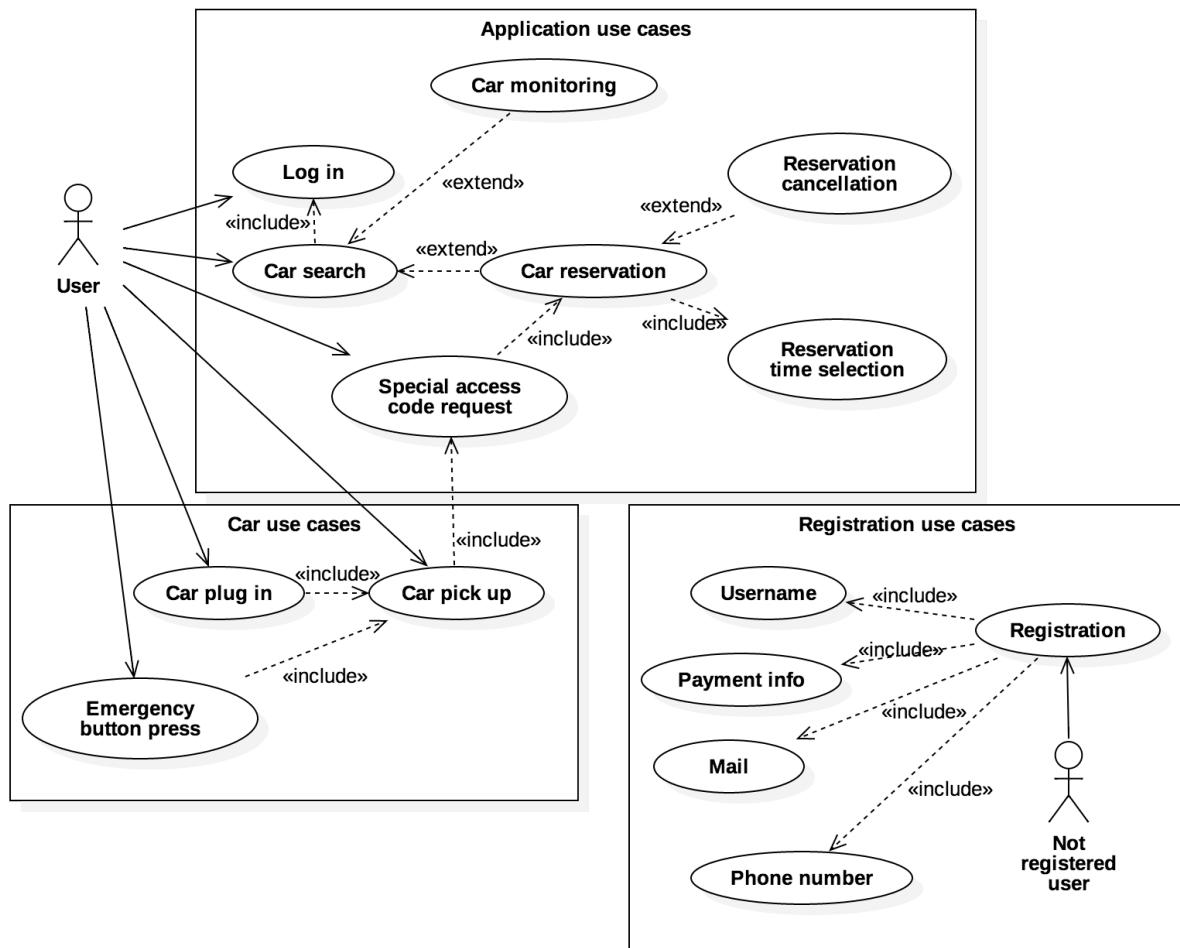 Application use cases
Car monitoring
Log in
«extend»
Reservation
cancellation
«include»
«extend»
User
Car search
«extend»
Car reservation
«include»
«include»
Reservation
time selection
Special access
code request
Car use cases
«include»
Car plug in
«include»
Car pick up
«include»
Emergency
button press
Registration use cases
Username
«include»
Registration
«include»
Payment info
«include»
Mail
«include»
Not
registered
user
Phone number